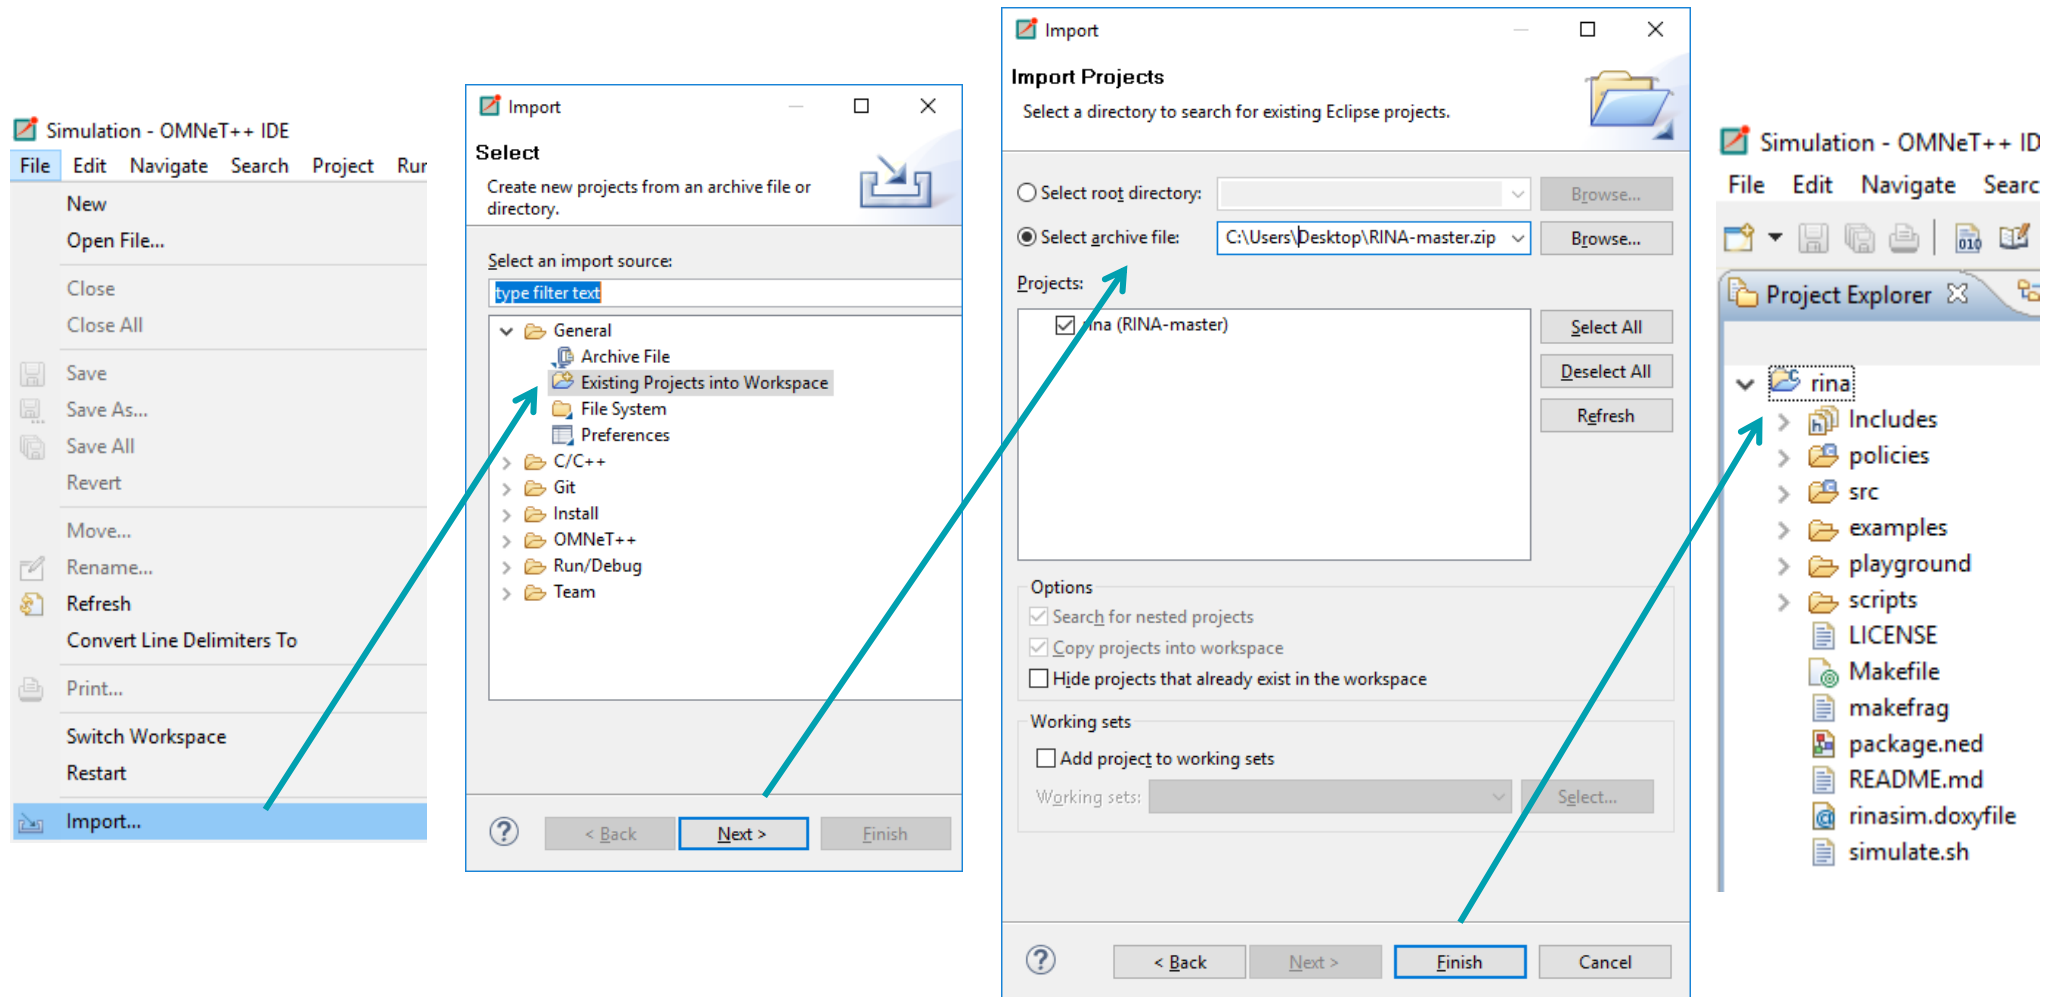 Simulation - OMNeT++ IDE
File Edit Navigate Search Project Rur
New
Open File...
Close
Close All
Save
Save As...
Save All
Revert
Move...
Rename...
Refresh
Convert Line Delimiters To
Print...
Switch Workspace
Restart
Import...
Import
Select
Create new projects from an archive file or
directory.
Select an import source:
type filter text
General
Archive File
Existing Projects into Workspace
File System
Preferences
C/C++
Git
Install
OMNeT++
Run/Debug
Team
? < Back Next > Finish
Import
Import Projects
Select a directory to search for existing Eclipse projects.
Select root directory: Browse...
Select archive file: C:\Users\Desktop\RINA-master.zip Browse...
Projects:
rina (RINA-master)
Select All
Deselect All
Refresh
Options
Search for nested projects
Copy projects into workspace
Hide projects that already exist in the workspace
Working sets
Add project to working sets
Working sets: Select...
? < Back Next > Finish Cancel
Simulation - OMNeT++ ID
File Edit Navigate Searc
010
Project Explorer
rina
Includes
policies
src
examples
playground
scripts
LICENSE
Makefile
makefrag
package.ned
README.md
rinasim.doxyfile
simulate.sh